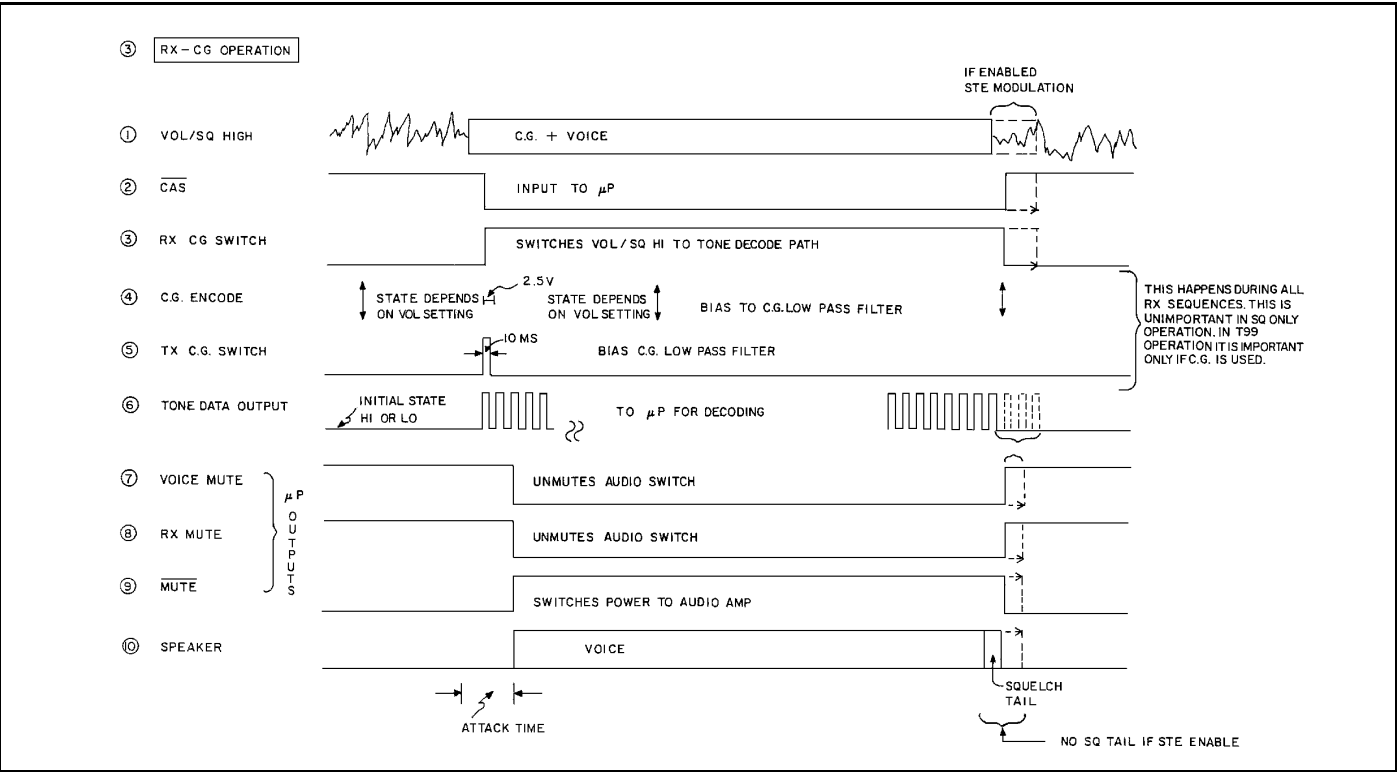 ③ RX-CG OPERATION
IF ENABLED
STE MODULATION
① VOL/SQ HIGH
C.G. + VOICE
② CAS
INPUT TO µP
③ RX CG SWITCH
SWITCHES VOL/SQ HI TO TONE DECODE PATH
④ C.G. ENCODE
STATE DEPENDS
ON VOL SETTING
2.5V
STATE DEPENDS
ON VOL SETTING
BIAS TO C.G. LOW PASS FILTER
THIS HAPPENS DURING ALL
RX SEQUENCES. THIS IS
UNIMPORTANT IN SQ ONLY
OPERATION. IN T99
OPERATION IT IS IMPORTANT
ONLY IF C.G. IS USED.
⑤ TX C.G. SWITCH
10 MS
BIAS C.G. LOW PASS FILTER
⑥ TONE DATA OUTPUT
INITIAL STATE
HI OR LO
TO µP FOR DECODING
⑦ VOICE MUTE
UNMUTES AUDIO SWITCH
⑧ RX MUTE
UNMUTES AUDIO SWITCH
⑨ MUTE
SWITCHES POWER TO AUDIO AMP
µP OUTPUTS
⑩ SPEAKER
VOICE
SQUELCH
TAIL
ATTACK TIME
NO SQ TAIL IF STE ENABLE